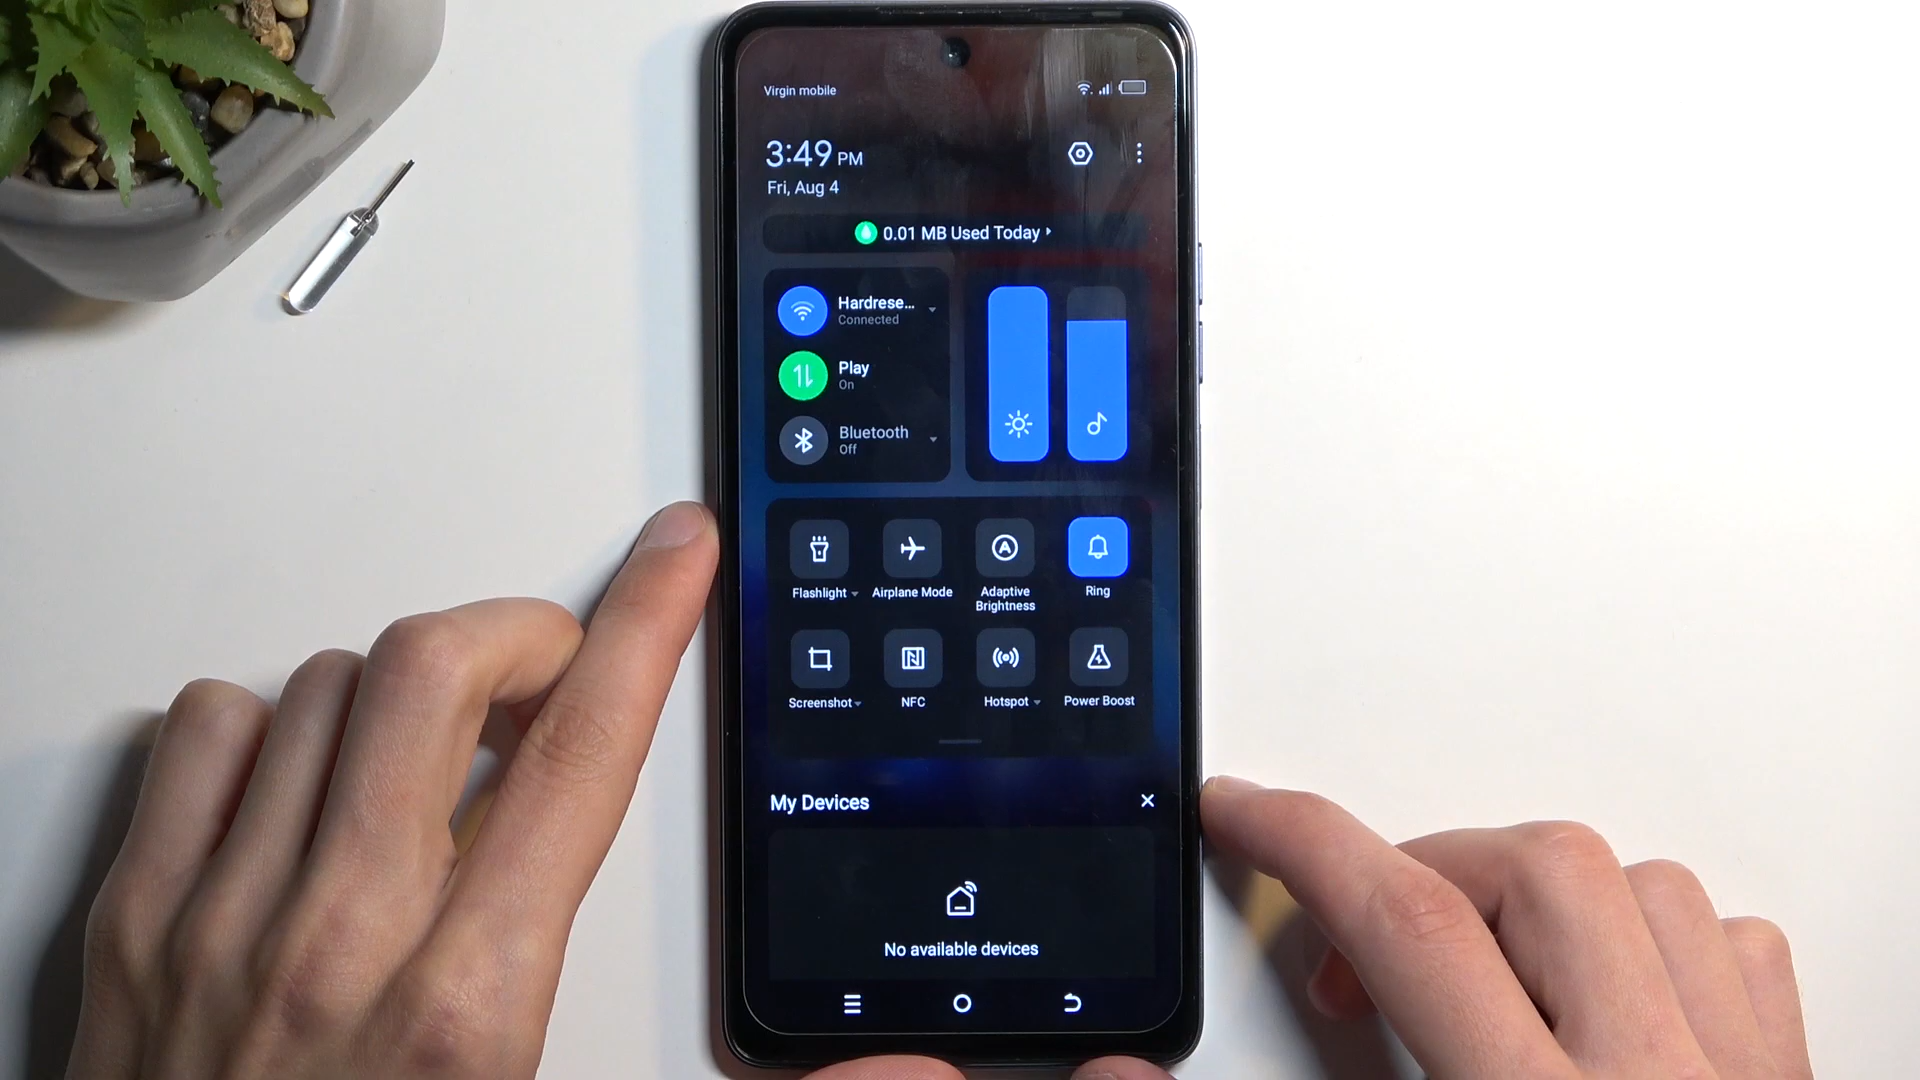 Virgin mobile
3:49 PM
Fri, Aug 4
0.01 MB Used Today
Hardrese...
Connected
Play
On
Bluetooth
Off
Flashlight
Airplane Mode
Adaptive
Brightness
Ring
Screenshot
NFC
Hotspot
Power Boost
My Devices
No available devices